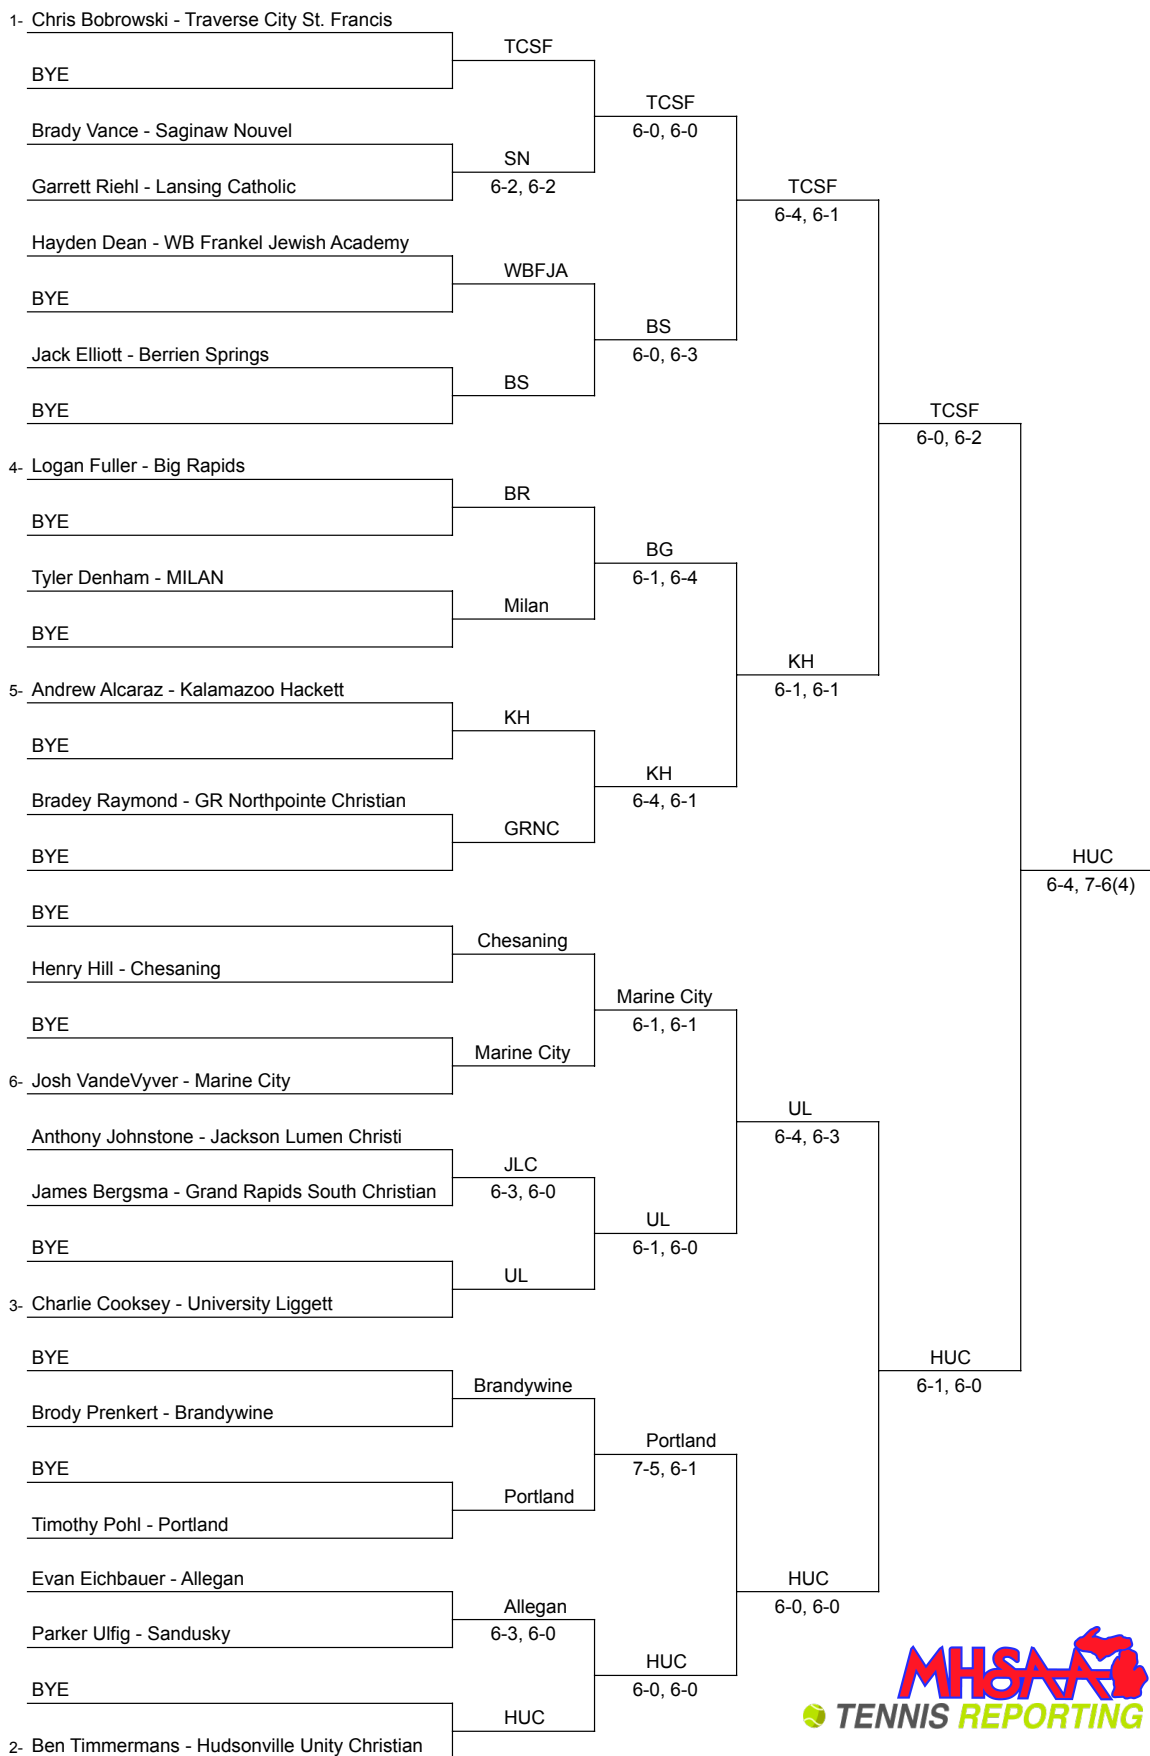 1- Chris Bobrowski - Traverse City St. Francis
TCSF
BYE
TCSF
6-0, 6-0
Brady Vance - Saginaw Nouvel
SN
6-2, 6-2
Garrett Riehl - Lansing Catholic
TCSF
6-4, 6-1
Hayden Dean - WB Frankel Jewish Academy
WBFJA
BYE
BS
6-0, 6-3
Jack Elliott - Berrien Springs
BS
BYE
TCSF
6-0, 6-2
4- Logan Fuller - Big Rapids
BR
BYE
BG
6-1, 6-4
Tyler Denham - MILAN
Milan
BYE
KH
6-1, 6-1
5- Andrew Alcaraz - Kalamazoo Hackett
KH
BYE
KH
6-4, 6-1
Bradey Raymond - GR Northpointe Christian
GRNC
BYE
HUC
6-4, 7-6(4)
BYE
Chesaning
Henry Hill - Chesaning
Marine City
6-1, 6-1
BYE
Marine City
6- Josh VandeVyver - Marine City
UL
6-4, 6-3
Anthony Johnstone - Jackson Lumen Christi
JLC
6-3, 6-0
James Bergsma - Grand Rapids South Christian
UL
6-1, 6-0
BYE
UL
3- Charlie Cooksey - University Liggett
BYE
HUC
6-1, 6-0
Brandywine
Brody Prenkert - Brandywine
Portland
7-5, 6-1
BYE
Portland
Timothy Pohl - Portland
Evan Eichbauer - Allegan
HUC
6-0, 6-0
Allegan
6-3, 6-0
Parker Ulfig - Sandusky
HUC
6-0, 6-0
BYE
HUC
2- Ben Timmermans - Hudsonville Unity Christian
MHSAA
TENNIS REPORTING